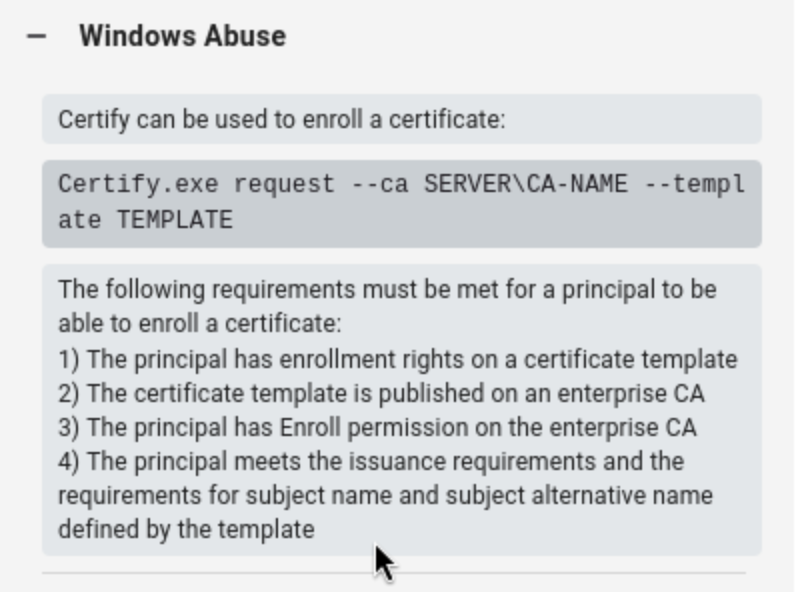 Windows Abuse
Certify can be used to enroll a certificate:
Certify.exe request --ca SERVER\CA-NAME --templ
ate TEMPLATE
The following requirements must be met for a principal to be
able to enroll a certificate:
1) The principal has enrollment rights on a certificate template
2) The certificate template is published on an enterprise CA
3) The principal has Enroll permission on the enterprise CA
4) The principal meets the issuance requirements and the
requirements for subject name and subject alternative name
defined by the template